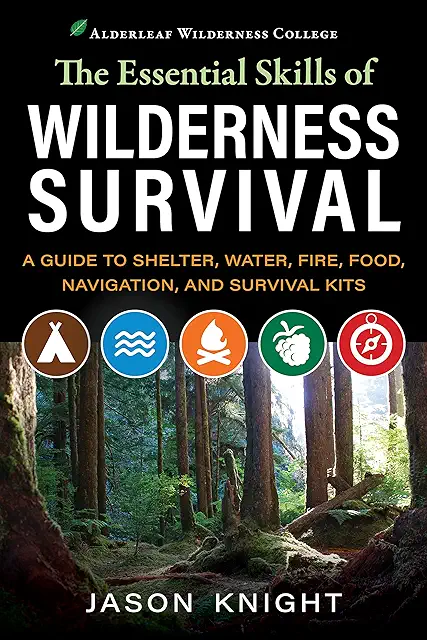 ALDERLEAF WILDERNESS COLLEGE
The Essential Skills of
WILDERNESS
SURVIVAL
A GUIDE TO SHELTER, WATER, FIRE, FOOD,
NAVIGATION, AND SURVIVAL KITS
JASON KNIGHT